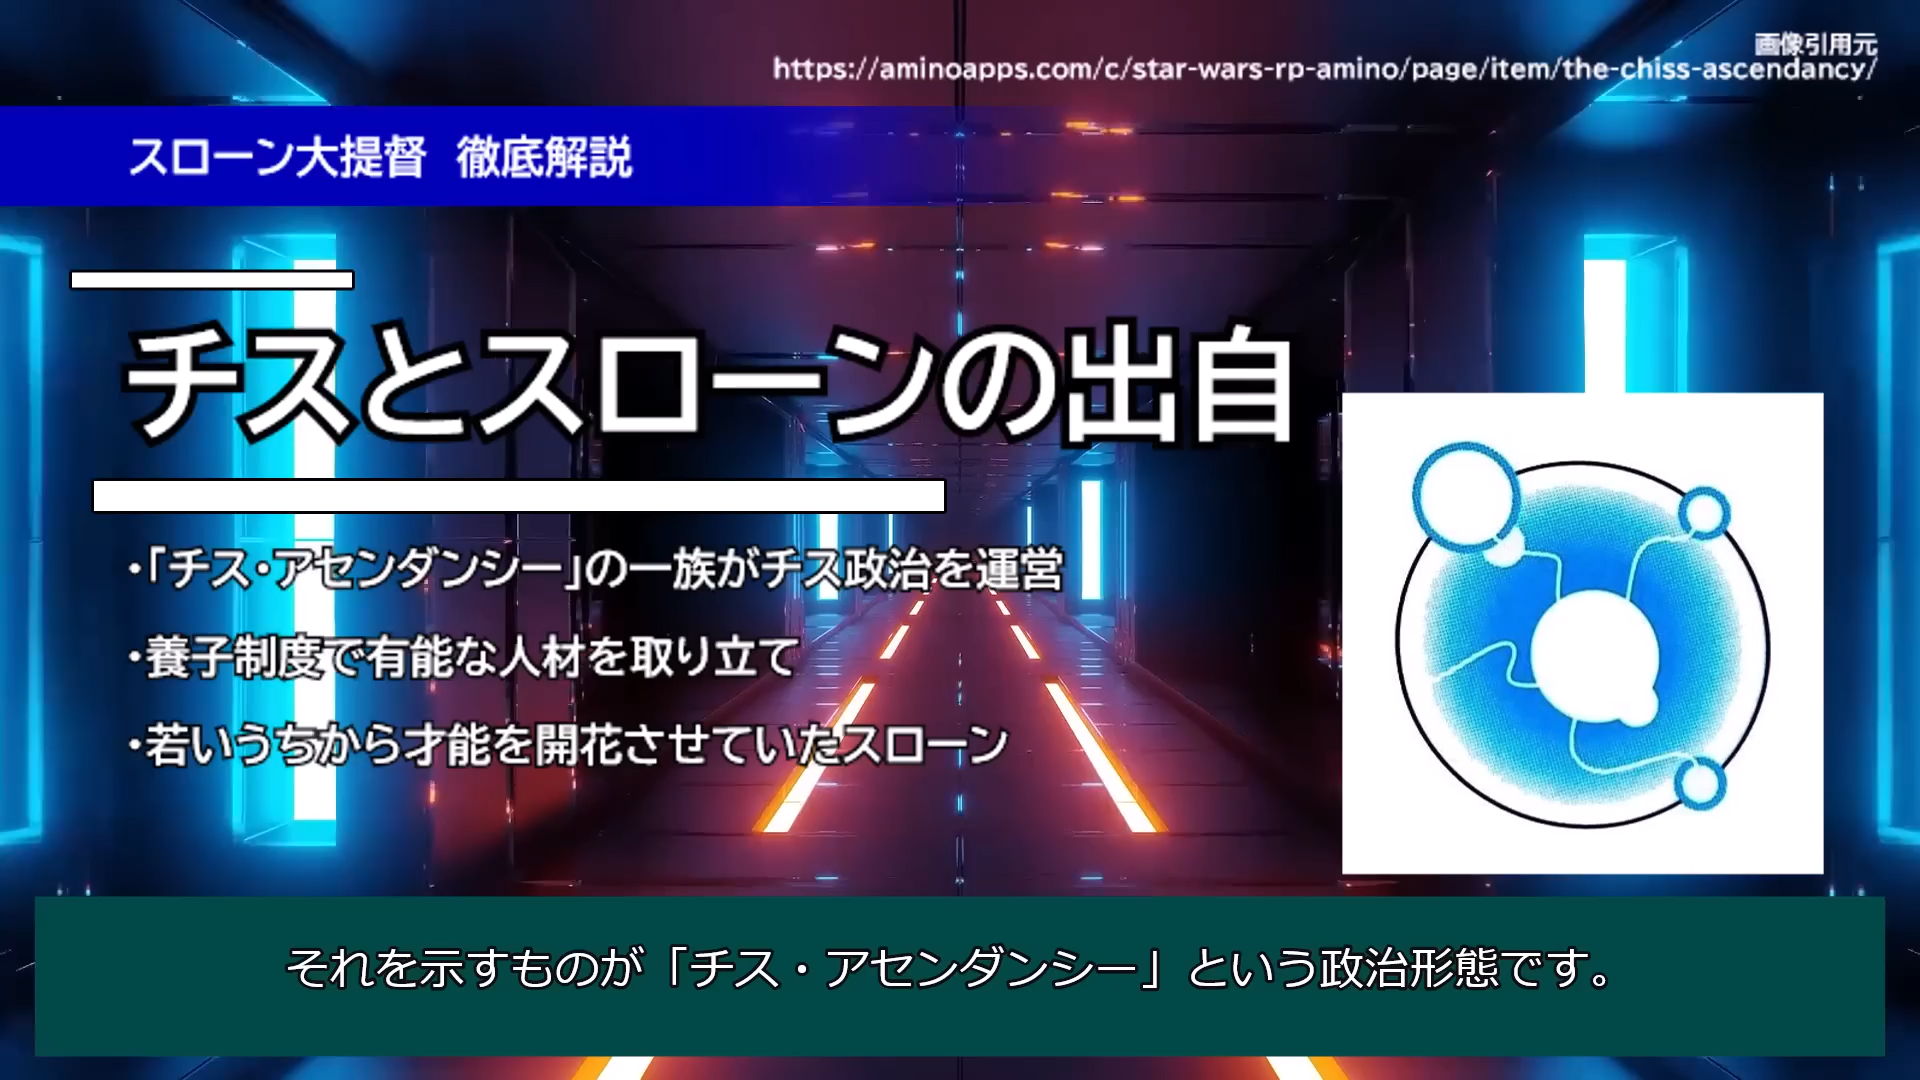 画像引用元
https://aminoapps.com/c/star-wars-rp-amino/page/item/the-chiss-ascendancy/
スローン大提督 徹底解説
チスとスローンの出自
・「チス・アセンダンシー」の一族がチス政治を運営
・養子制度で有能な人材を取り立て
・若いうちから才能を開花させていたスローン
それを示すものが「チス・アセンダンシー」という政治形態です。